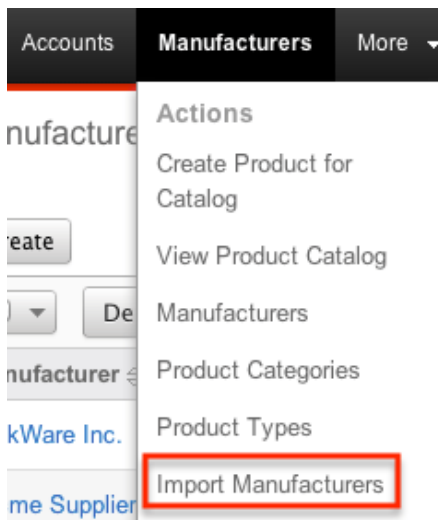 Accounts Manufacturers More
Actions
Create Product for
Catalog
View Product Catalog
Manufacturers
Product Categories
Product Types
Import Manufacturers
nufacture
reate
De
nufacturer
kWare Inc.
me Supplier